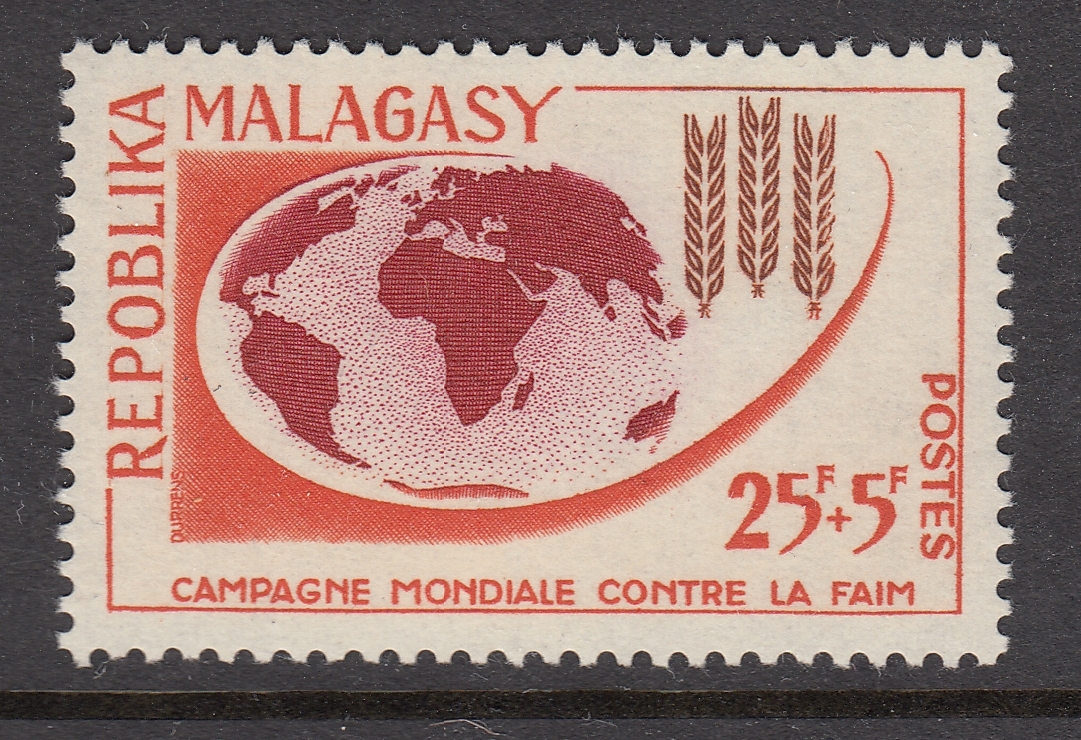 REPOBLIKA MALAGASY
POSTES
25F+5F
DURRENS
CAMPAGNE MONDIALE CONTRE LA FAIM